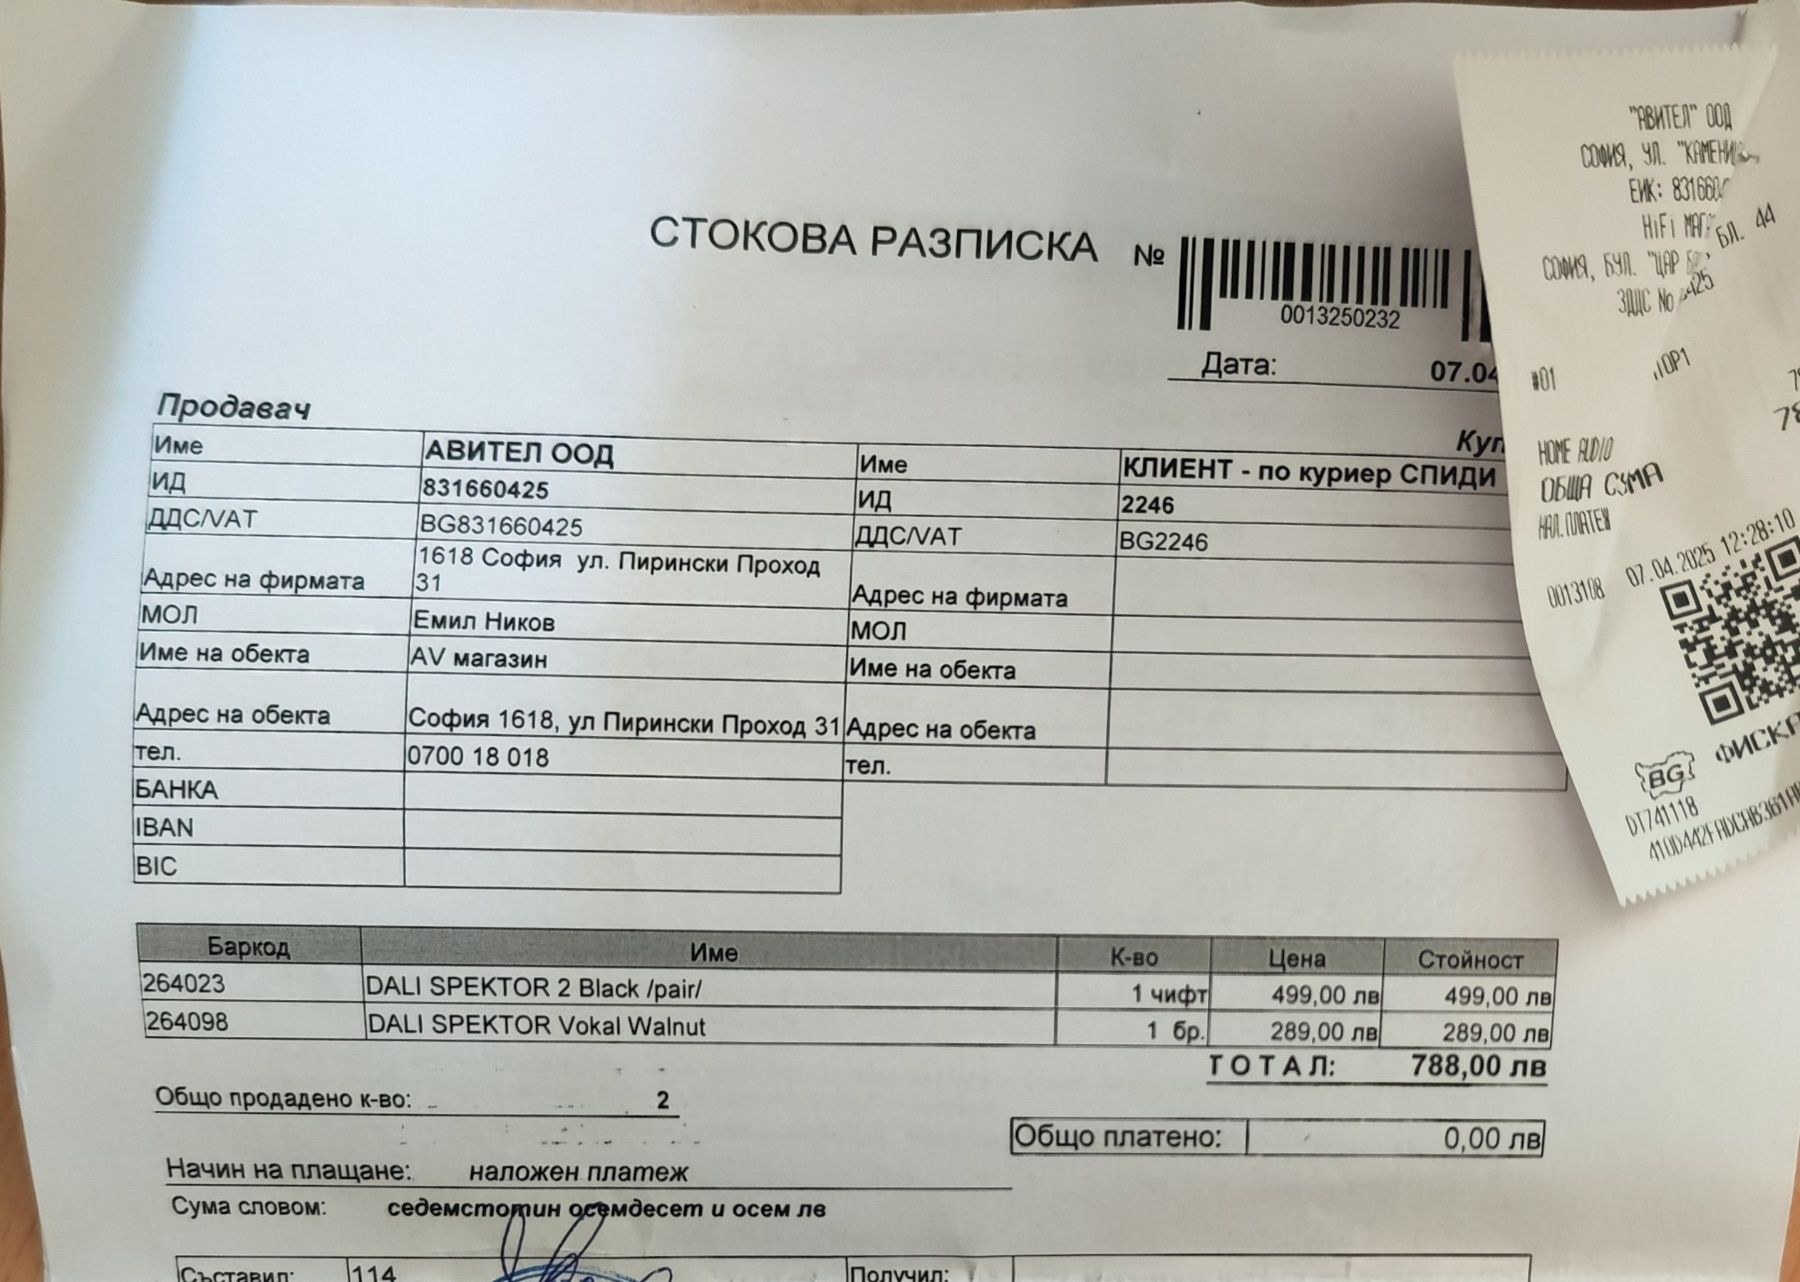 СТОКОВА РАЗПИСКА №
0013250232
Дата: 07.04
Продавач
Име АВИТЕЛ ООД Име КЛИЕНТ - по куриер СПИДИ
ИД 831660425 ИД 2246
ДДС/VAT BG831660425 ДДС/VAT BG2246
Адрес на фирмата 1618 София ул. Пирински Проход 31 Адрес на фирмата
МОЛ Емил Ников МОЛ
Име на обекта AV магазин Име на обекта
Адрес на обекта София 1618, ул Пирински Проход 31 Адрес на обекта
тел. 0700 18 018 тел.
БАНКА
IBAN
BIC
Баркод Име К-во Цена Стойност
264023 DALI SPEKTOR 2 Black /pair/ 1 чифт 499,00 лв 499,00 лв
264098 DALI SPEKTOR Vokal Walnut 1 бр. 289,00 лв 289,00 лв
ТОТАЛ: 788,00 лв
Общо продадено к-во: 2
Общо платено: 0,00 лв
Начин на плащане: наложен платеж
Сума словом: седемстотин осемдесет и осем лв
Съставил: 114 Получил:
"АВИТЕЛ" ООД
СОФИЯ, УЛ.
ЕИК:
HiFi
СОФИЯ, БУЛ. "ЦАР БЛ. 44
ЗДДС No
#01
HOME AUDIO
ОБЩА СУМА
НАЛ.ПЛАТЕЖ
0013108 07.04.2025 12:28:10
BG
DT741118